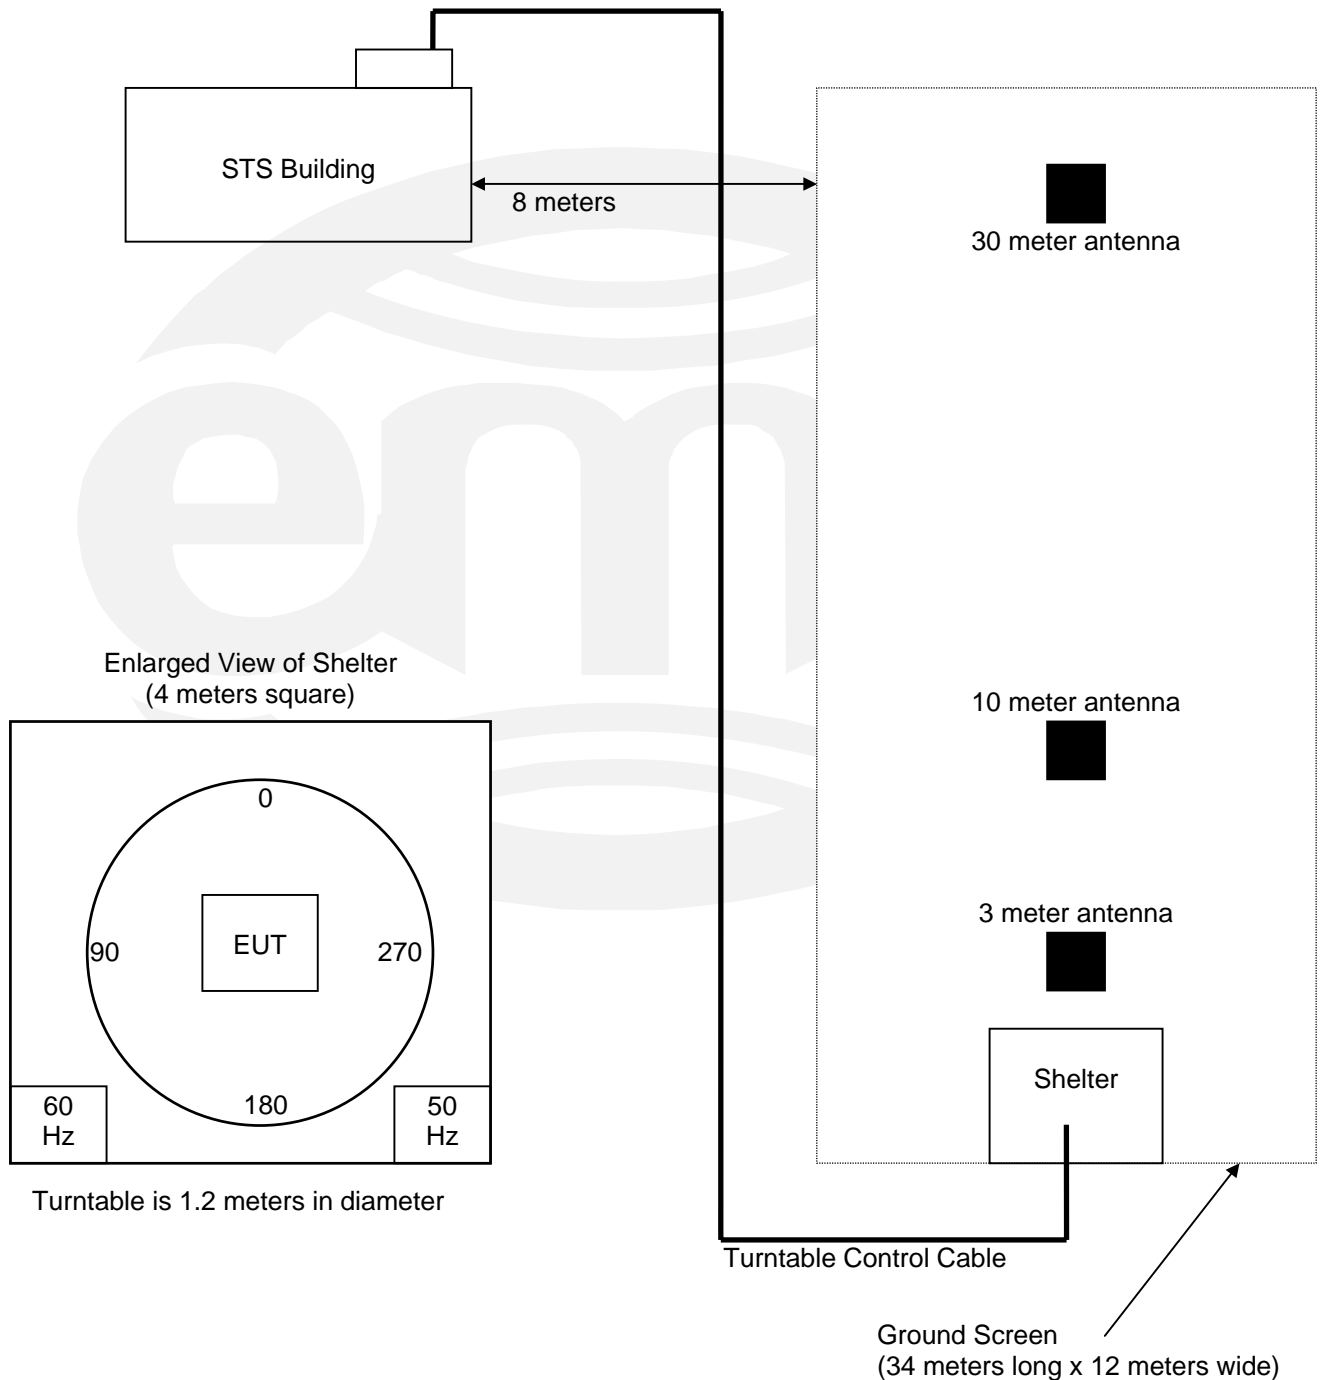 STS Building
8 meters
30 meter antenna
Enlarged View of Shelter
(4 meters square)
10 meter antenna
0
3 meter antenna
90
EUT
270
180
60
Hz
50
Hz
Shelter
Turntable is 1.2 meters in diameter
Turntable Control Cable
Ground Screen
(34 meters long x 12 meters wide)
em